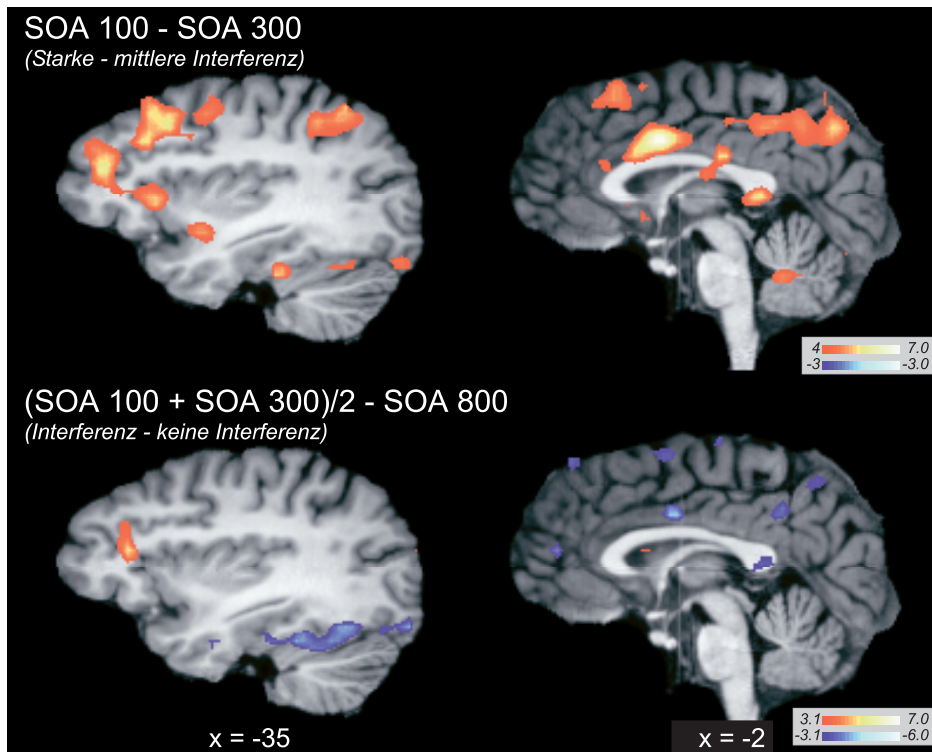 SOA 100 - SOA 300
(Starke - mittlere Interferenz)
4 7.0
-3 -3.0
(SOA 100 + SOA 300)/2 - SOA 800
(Interferenz - keine Interferenz)
3.1 7.0
-3.1 -6.0
x = -35 x = -2